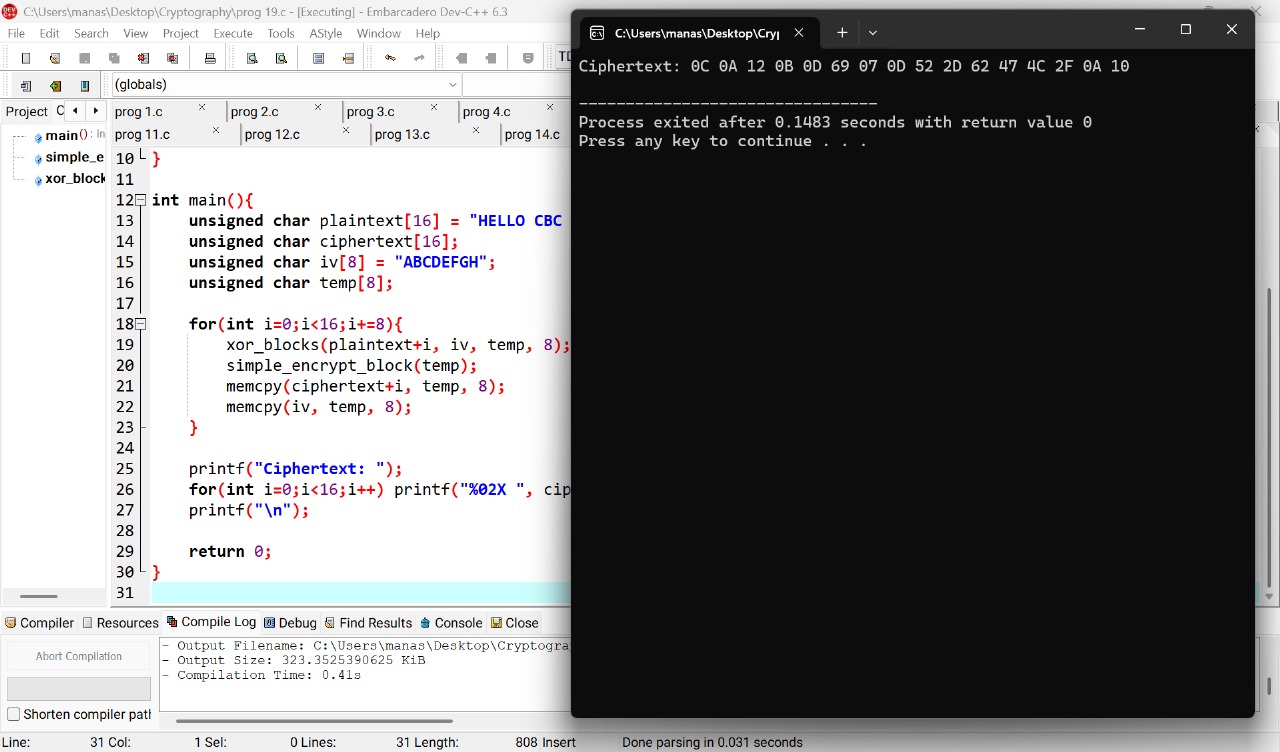 C:\Users\manas\Desktop\Cryptography\prog 19.c - [Executing] - Embarcadero Dev-C++ 6.3
File Edit Search View Project Execute Tools AStyle Window Help
(globals)
Project
main() : in
simple_e
xor_block
prog 1.c prog 2.c prog 3.c prog 4.c
prog 11.c prog 12.c prog 13.c prog 14.c
10 }
11
12 int main(){
13 unsigned char plaintext[16] = "HELLO CBC
14 unsigned char ciphertext[16];
15 unsigned char iv[8] = "ABCDEFGH";
16 unsigned char temp[8];
17
18 for(int i=0;i<16;i+=8){
19 xor_blocks(plaintext+i, iv, temp, 8);
20 simple_encrypt_block(temp);
21 memcpy(ciphertext+i, temp, 8);
22 memcpy(iv, temp, 8);
23 }
24
25 printf("Ciphertext: ");
26 for(int i=0;i<16;i++) printf("%02X ", cip
27 printf("\n");
28
29 return 0;
30 }
31
C:\Users\manas\Desktop\Cryp
Ciphertext: 0C 0A 12 0B 0D 69 07 0D 52 2D 62 47 4C 2F 0A 10
--------------------------------
Process exited after 0.1483 seconds with return value 0
Press any key to continue . . .
Compiler Resources Compile Log Debug Find Results Console Close
Abort Compilation
Shorten compiler path
- Output Filename: C:\Users\manas\Desktop\Cryptogra
- Output Size: 323.3525390625 KiB
- Compilation Time: 0.41s
Line: 31 Col: 1 Sel: 0 Lines: 31 Length: 808 Insert Done parsing in 0.031 seconds